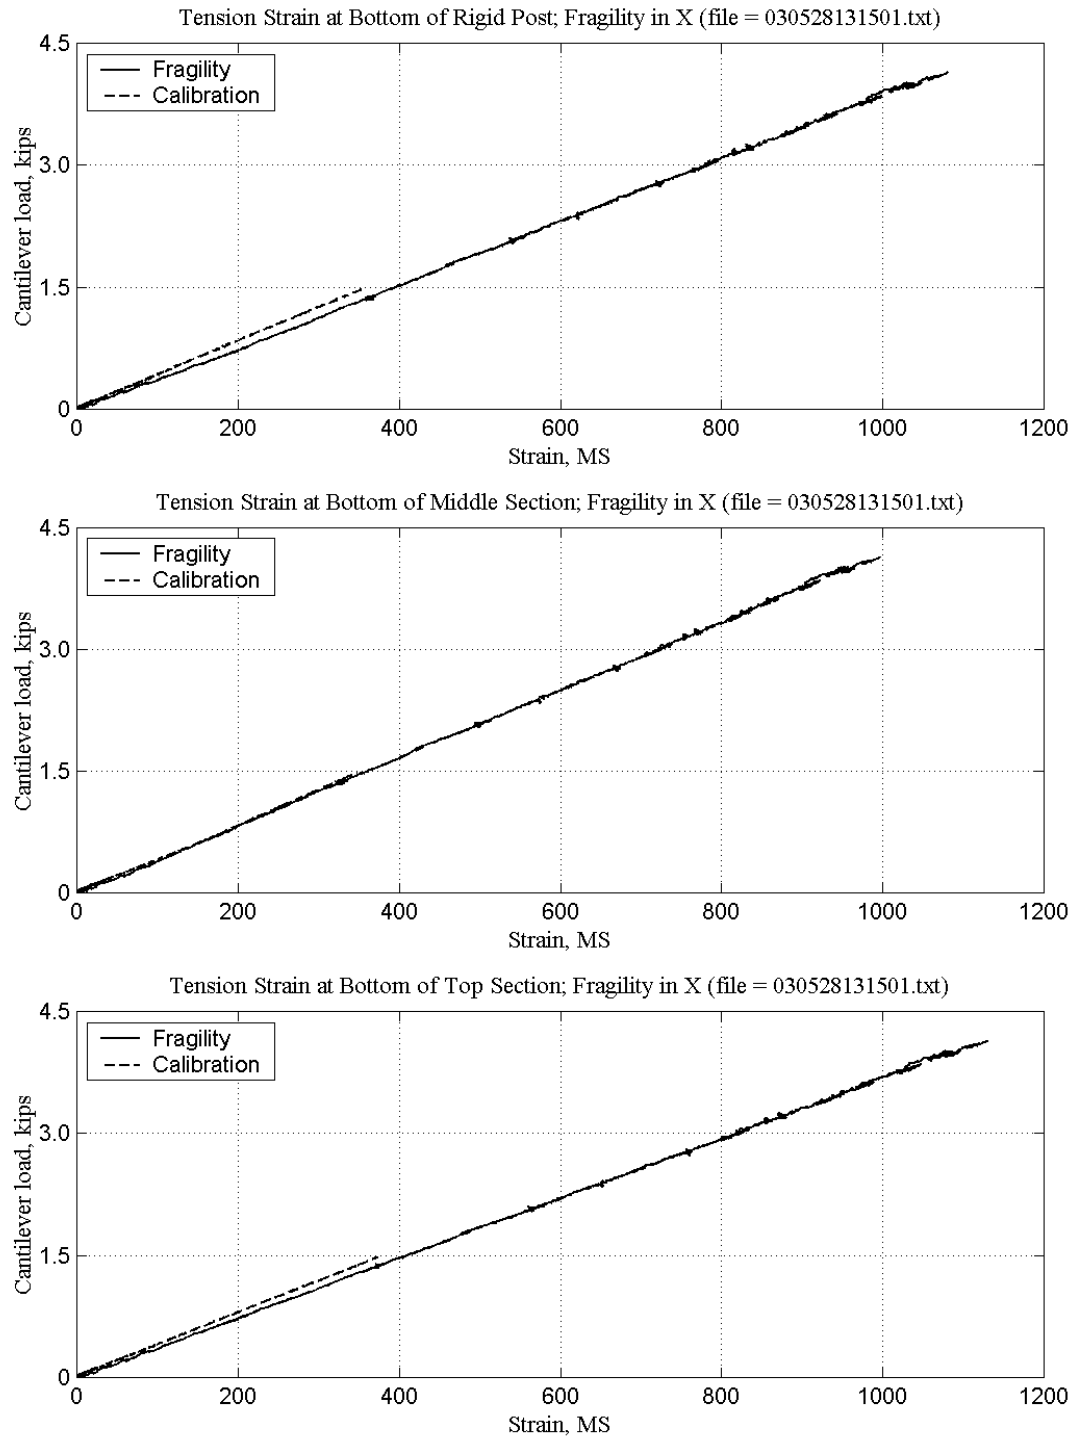 Tension Strain at Bottom of Rigid Post; Fragility in X (file = 030528131501.txt)
4.5
Fragility
Calibration
3.0
Cantilever load, kips
1.5
0
0 200 400 600 800 1000 1200
Strain, MS
Tension Strain at Bottom of Middle Section; Fragility in X (file = 030528131501.txt)
4.5
Fragility
Calibration
3.0
Cantilever load, kips
1.5
0
0 200 400 600 800 1000 1200
Strain, MS
Tension Strain at Bottom of Top Section; Fragility in X (file = 030528131501.txt)
4.5
Fragility
Calibration
3.0
Cantilever load, kips
1.5
0
0 200 400 600 800 1000 1200
Strain, MS